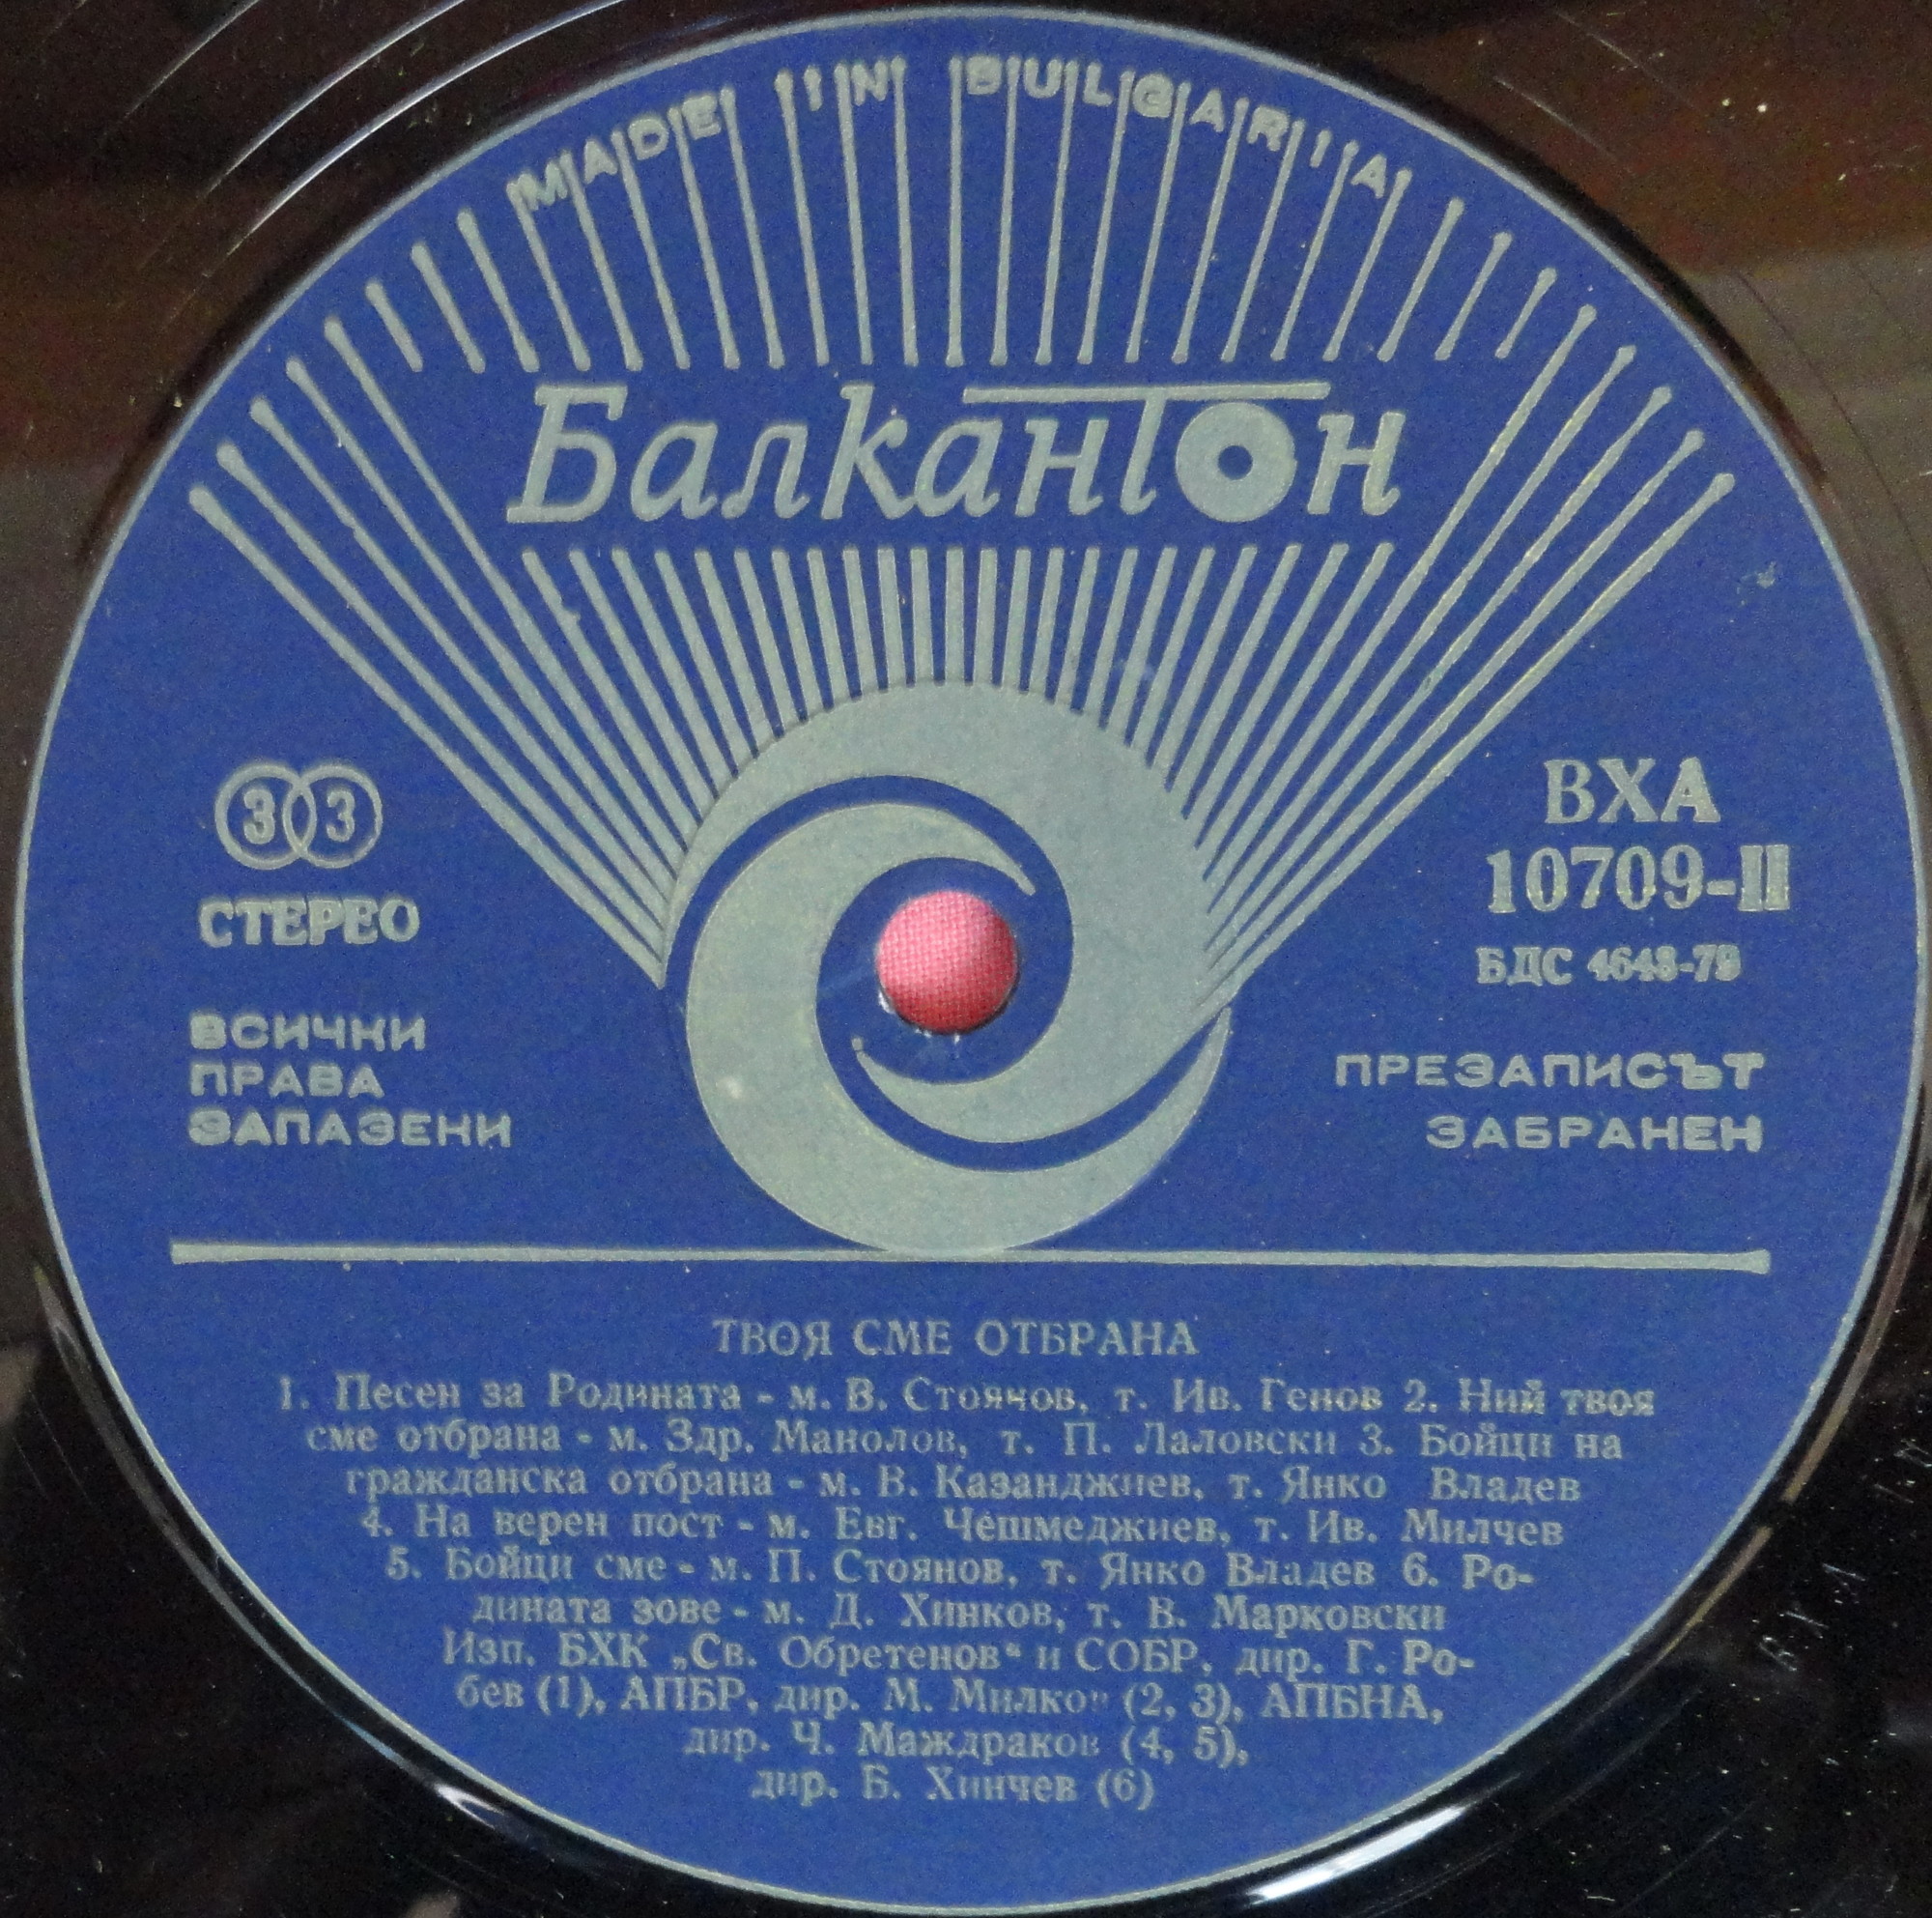 MADE IN BULGARIA
Балкантон
33
СТЕРЕО
ВСИЧКИ
ПРАВА
ЗАПАЗЕНИ
ВХА
10709-II
БДС 4648-79
ПРЕЗАПИСЪТ
ЗАБРАНЕН
ТВОЯ СМЕ ОТБРАНА
1. Песен за Родината - м. В. Стоянов, т. Ив. Генов 2. Ний твоя
сме отбрана - м. Здр. Манолов, т. П. Лаловски 3. Бойци на
гражданска отбрана - м. В. Казанджиев, т. Янко Владев
4. На верен пост - м. Евг. Чешмеджиев, т. Ив. Милчев
5. Бойци сме - м. П. Стоянов, т. Янко Владев 6. Ро-
дината зове - м. Д. Хинков, т. В. Марковски
Изп. БХК „Св. Обретенов“ и СОБР, дир. Г. Ро-
бев (1), АПБР, дир. М. Милков (2, 3), АПБНА,
дир. Ч. Маждраков (4, 5),
дир. Б. Хинчев (6)